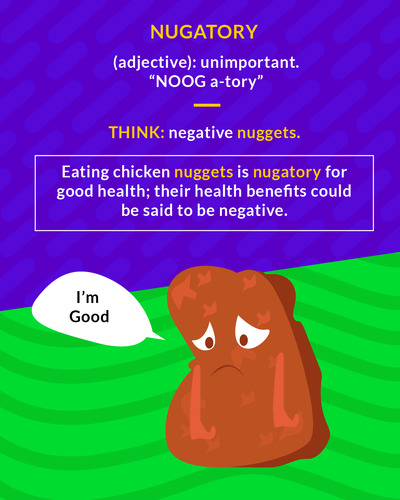 NUGATORY
(adjective): unimportant.
“NOOG a-tory”
THINK: negative nuggets.
Eating chicken nuggets is nugatory for
good health; their health benefits could
be said to be negative.
I’m
Good